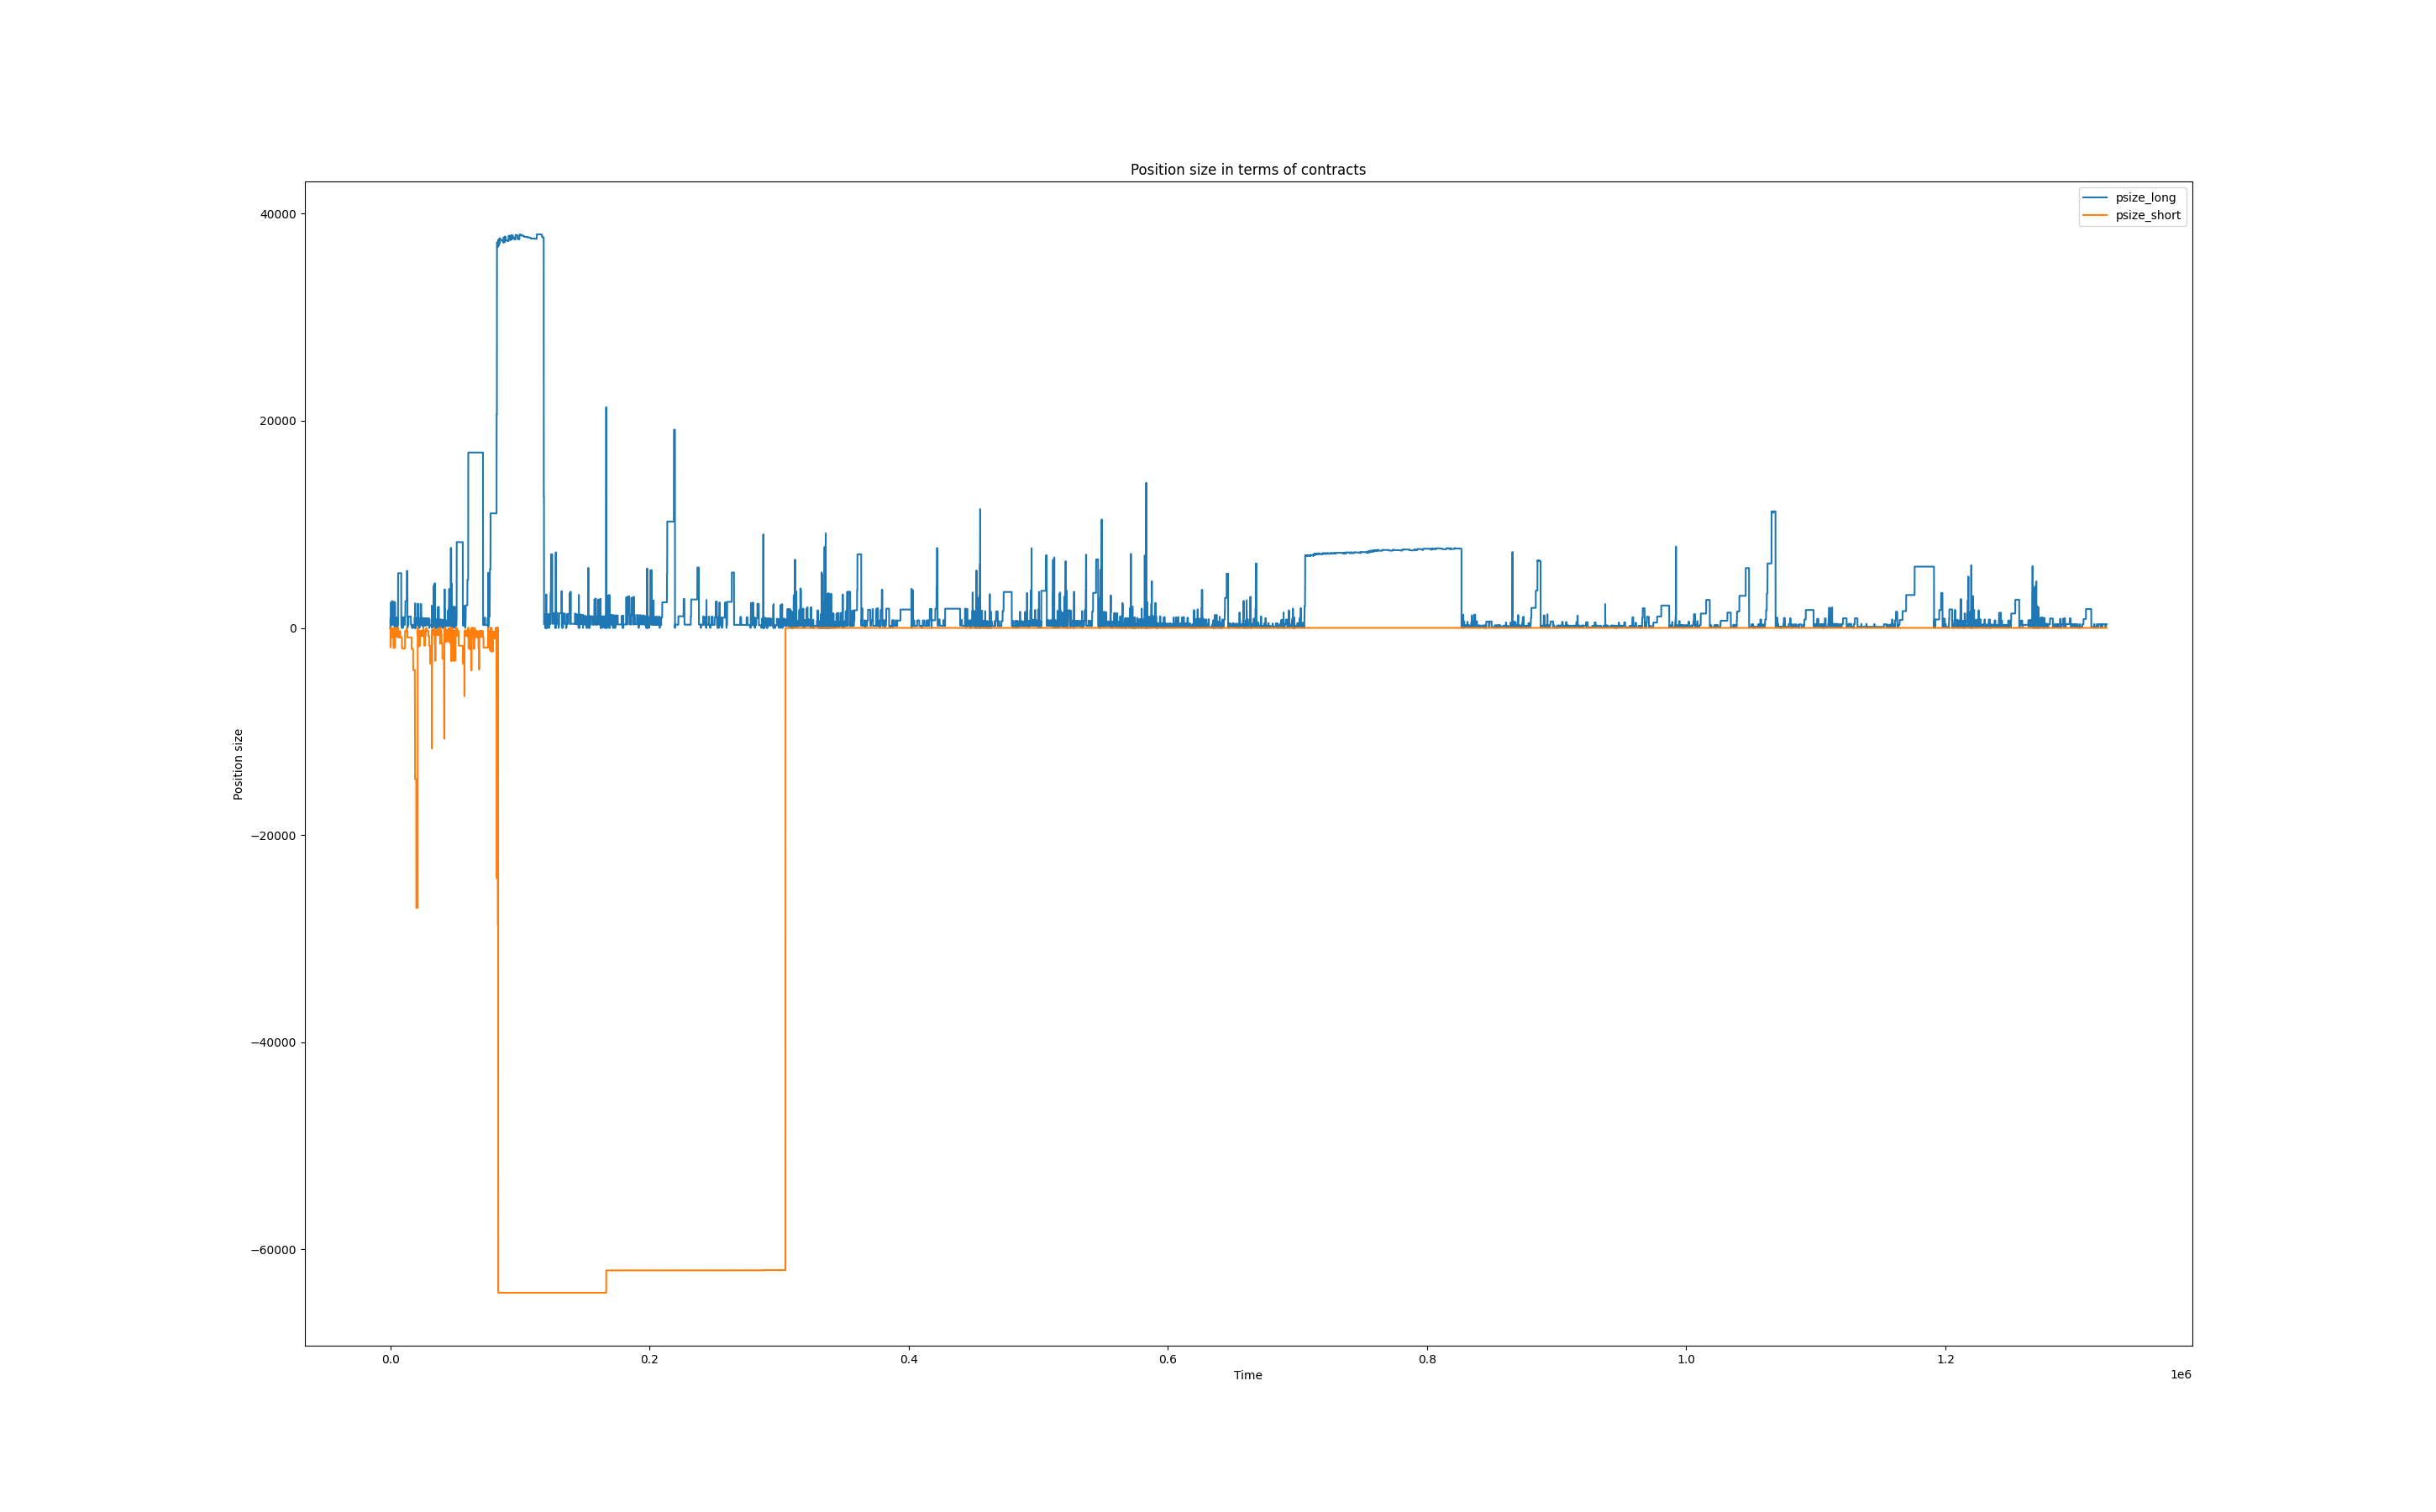 Position size in terms of contracts
psize_long
psize_short
40000
20000
0
−20000
−40000
−60000
Position size
0.0
0.2
0.4
0.6
0.8
1.0
1.2
1e6
Time